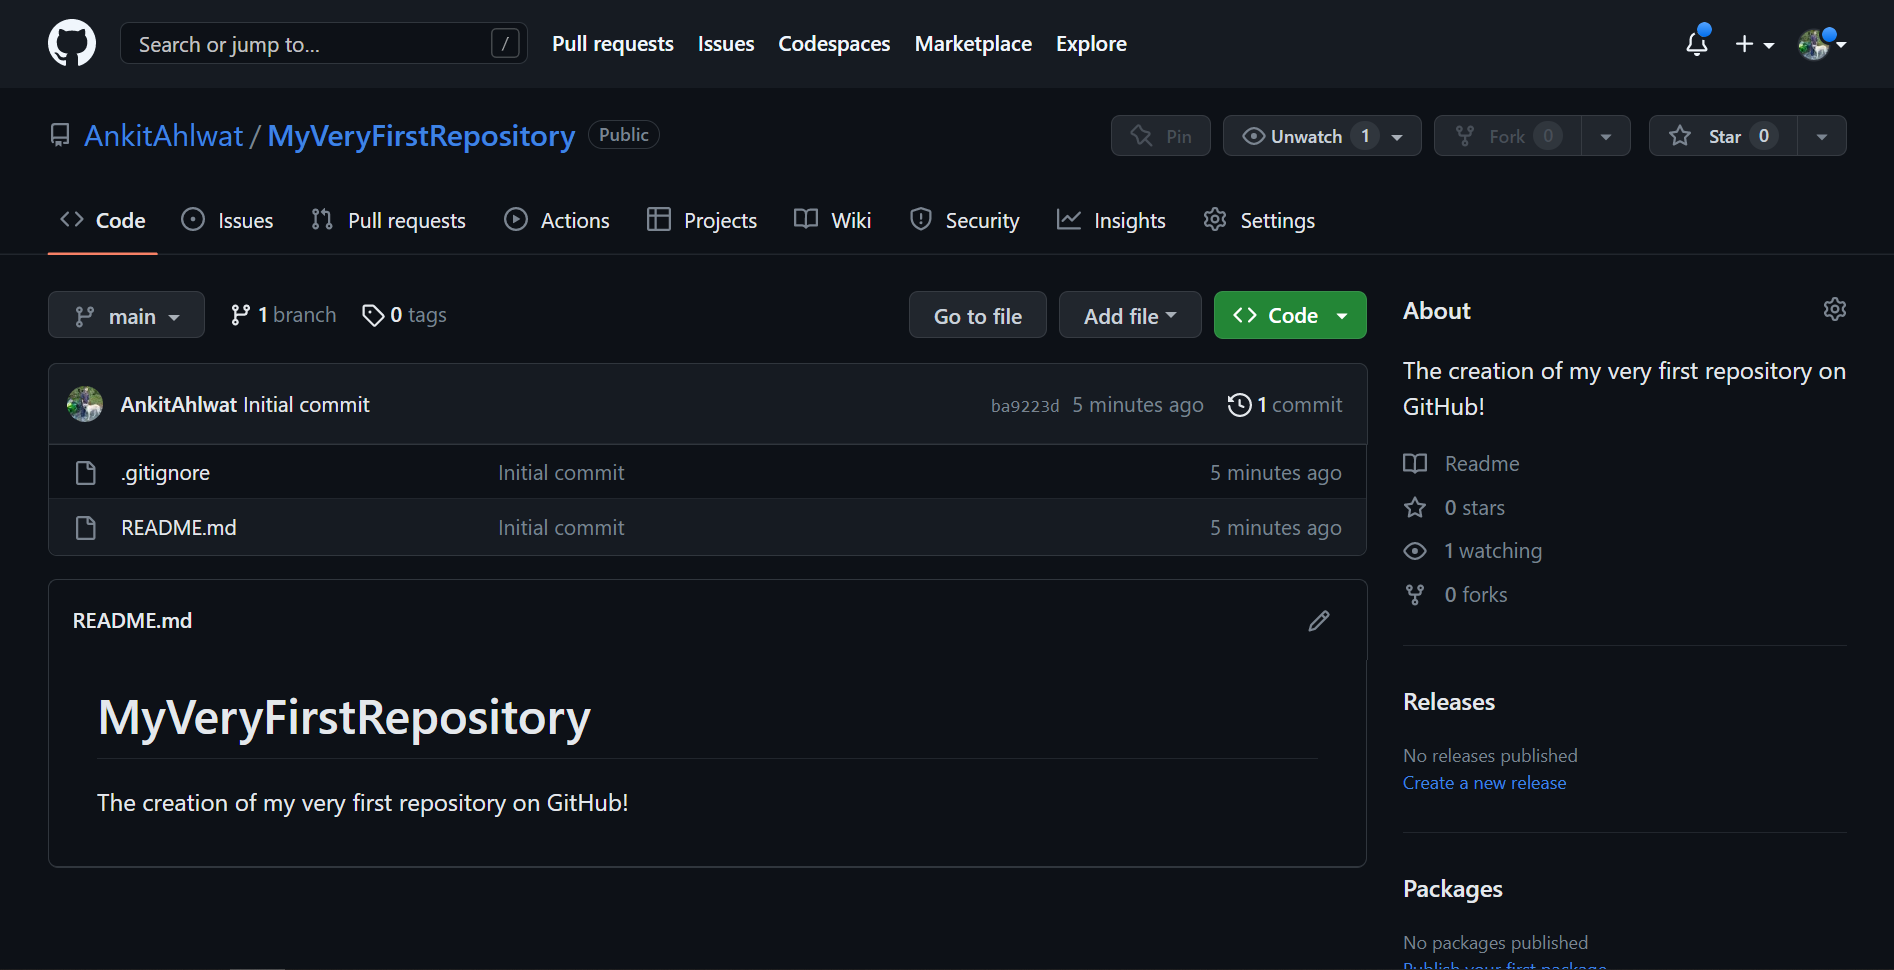 Search or jump to... /
Pull requests Issues Codespaces Marketplace Explore
AnkitAhlwat / MyVeryFirstRepository Public
Pin Unwatch 1 Fork 0 Star 0
Code Issues Pull requests Actions Projects Wiki Security Insights Settings
main 1 branch 0 tags Go to file Add file Code
AnkitAhlwat Initial commit ba9223d 5 minutes ago 1 commit
.gitignore Initial commit 5 minutes ago
README.md Initial commit 5 minutes ago
README.md
MyVeryFirstRepository
The creation of my very first repository on GitHub!
About
The creation of my very first repository on
GitHub!
Readme
0 stars
1 watching
0 forks
Releases
No releases published
Create a new release
Packages
No packages published
Publish your first package